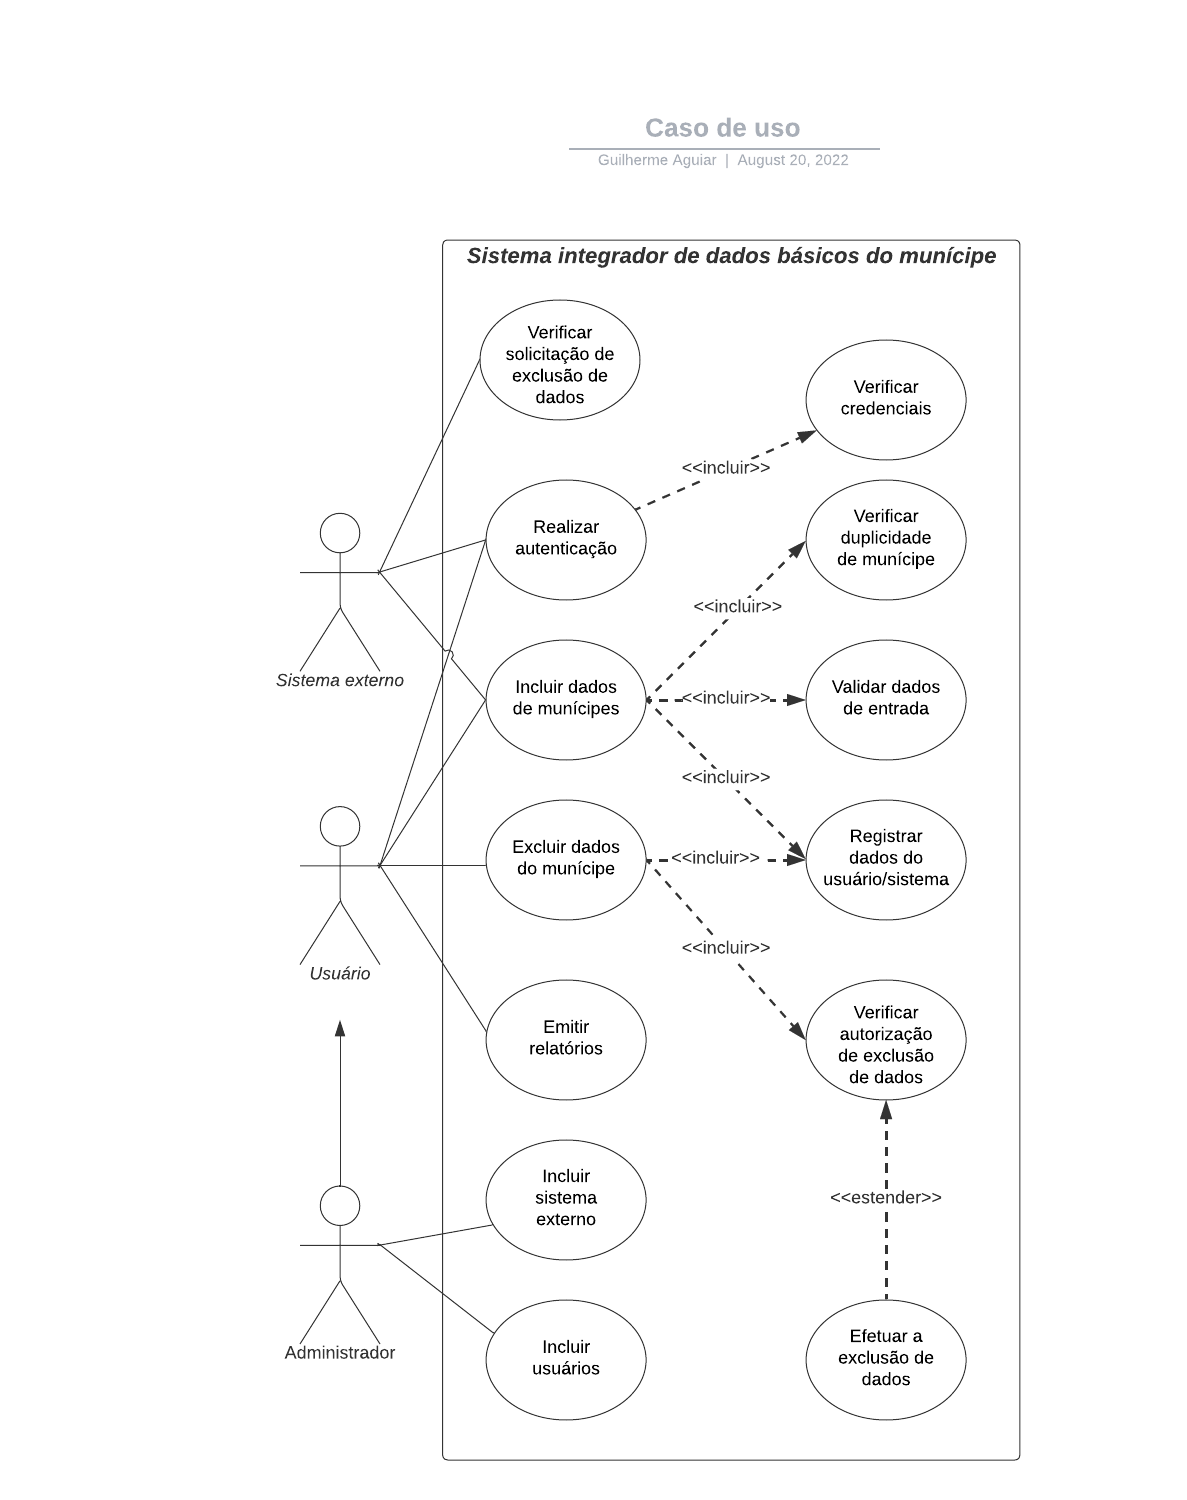 Caso de uso
Guilherme Aguiar | August 20, 2022
Sistema integrador de dados básicos do munícipe
Verificar
solicitação de
exclusão de
dados
Verificar
credenciais
<<incluir>>
Realizar
autenticação
Verificar
duplicidade
de munícipe
<<incluir>>
Sistema externo
Incluir dados
de munícipes
<<incluir>>
Validar dados
de entrada
<<incluir>>
Excluir dados
do munícipe
<<incluir>>
Registrar
dados do
usuário/sistema
<<incluir>>
Usuário
Emitir
relatórios
Verificar
autorização
de exclusão
de dados
Incluir
sistema
externo
<<estender>>
Administrador
Incluir
usuários
Efetuar a
exclusão de
dados